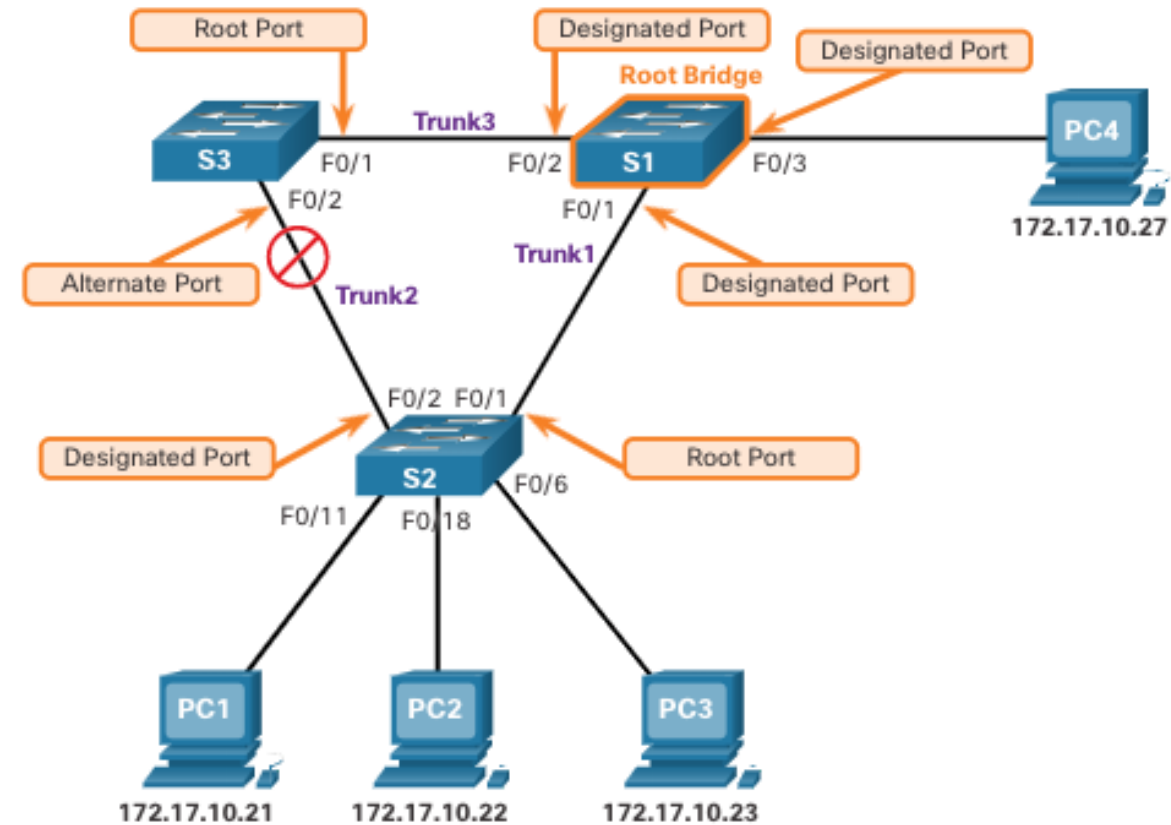 Root Port
Designated Port
Designated Port
Root Bridge
Trunk3
S3
F0/1
F0/2
S1
F0/3
PC4
F0/2
F0/1
172.17.10.27
Trunk1
Alternate Port
Designated Port
Trunk2
F0/2 F0/1
Designated Port
Root Port
S2
F0/6
F0/11
F0/18
PC1
PC2
PC3
172.17.10.21
172.17.10.22
172.17.10.23